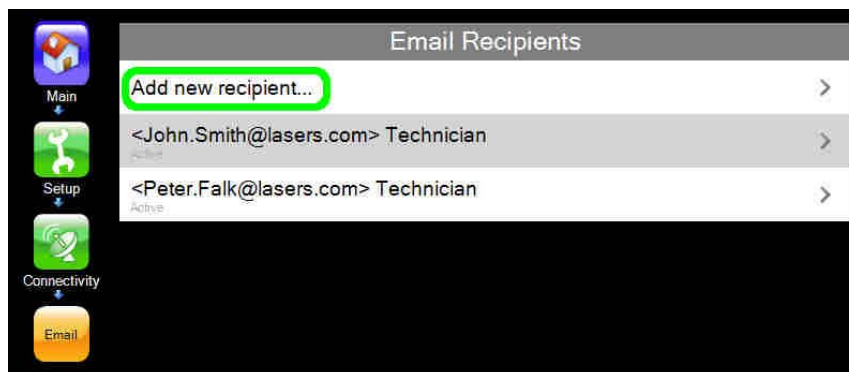 Email Recipients
Main
Add new recipient...
<John.Smith@lasers.com> Technician
Active
Setup
<Peter.Falk@lasers.com> Technician
Active
Connectivity
Email